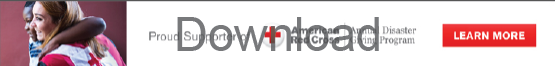 Download
Proud Supporter of
American
Red Cross
Annual Disaster
Giving Program
LEARN MORE